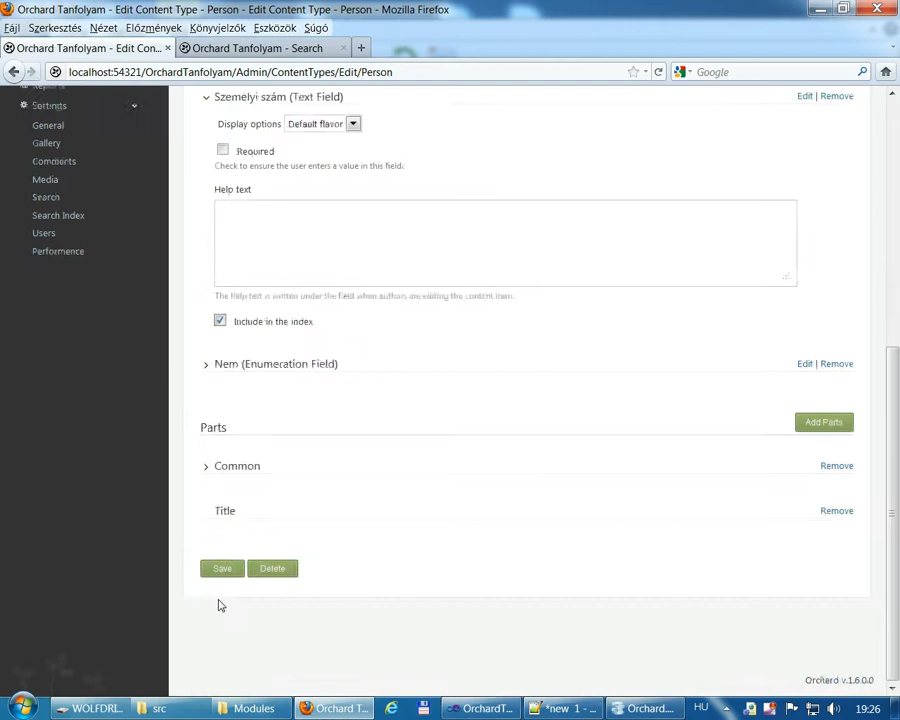 Orchard Tanfolyam - Edit Content Type - Person - Edit Content Type - Person - Mozilla Firefox
Fájl Szerkesztés Nézet Előzmények Könyvjelzők Eszközök Súgó
Orchard Tanfolyam - Edit Con... × Orchard Tanfolyam - Search × +
localhost:54321/OrchardTanfolyam/Admin/ContentTypes/Edit/Person
Google
Settings
General
Gallery
Comments
Media
Search
Search Index
Users
Performance
Személyi szám (Text Field)
Edit | Remove
Display options Default flavor
Required
Check to ensure the user enters a value in this field.
Help text
The Help text is written under the field when authors are editing the content item.
Include in the index
Nem (Enumeration Field)
Edit | Remove
Parts
Add Parts
Common
Remove
Title
Remove
Save Delete
Orchard v.1.6.0.0
WOLFDRI... src Modules Orchard T... OrchardT... *new 1 - ... Orchard.... HU 19:26